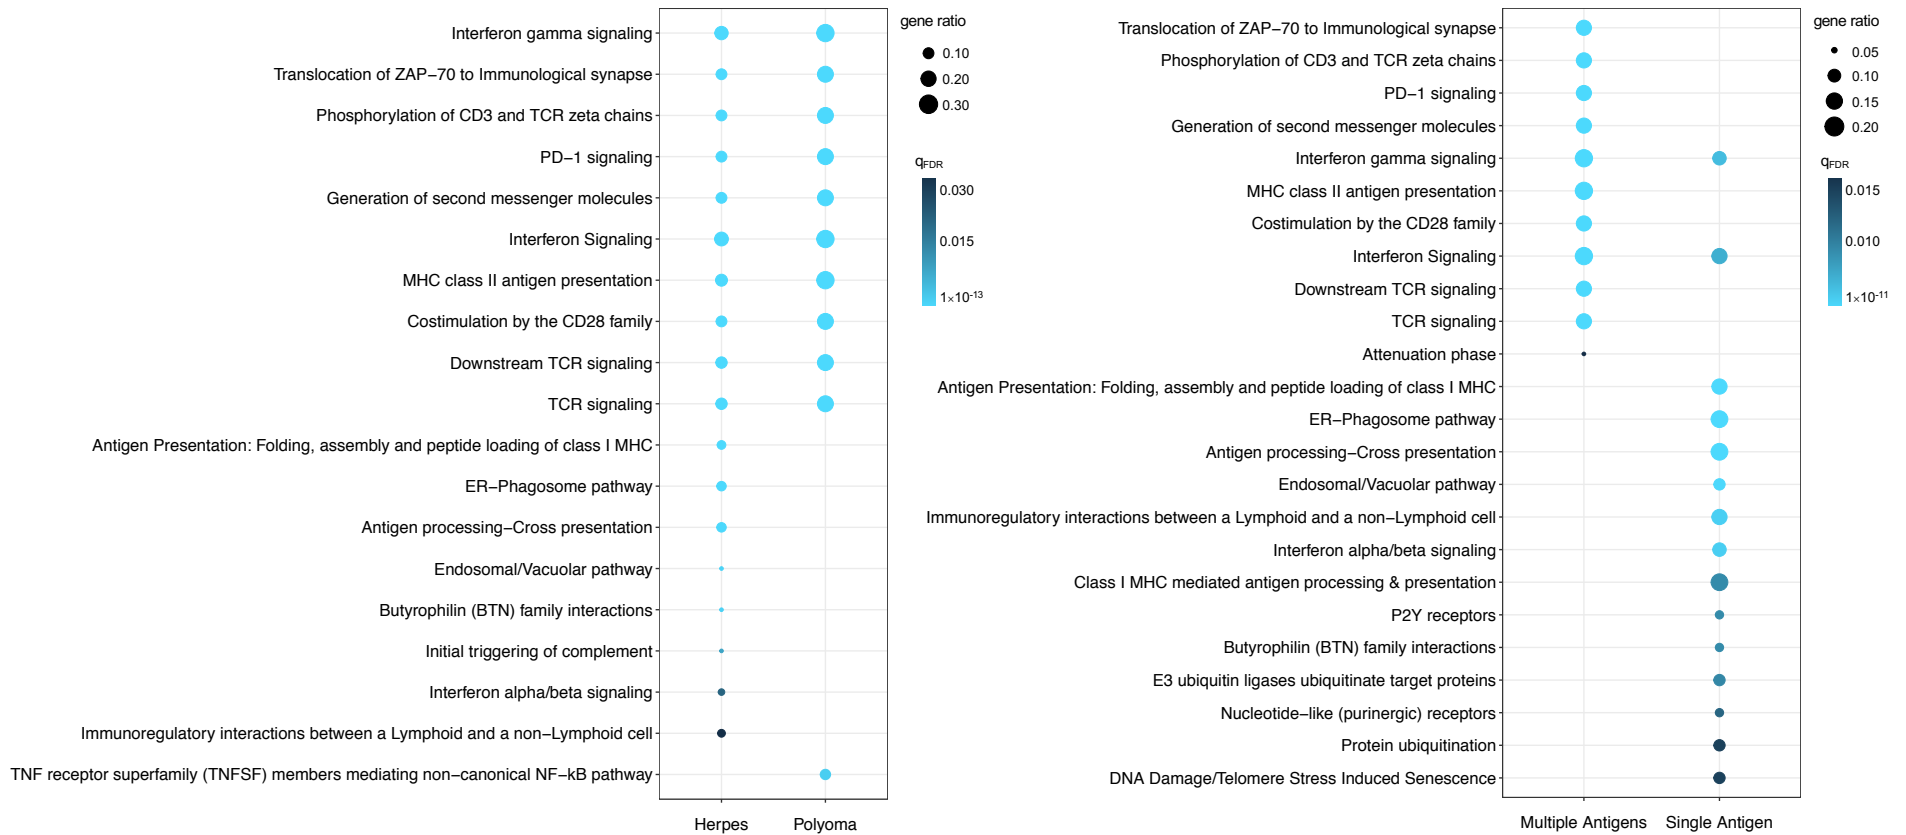 Interferon gamma signaling
Translocation of ZAP−70 to Immunological synapse
Phosphorylation of CD3 and TCR zeta chains
PD−1 signaling
Generation of second messenger molecules
Interferon Signaling
MHC class II antigen presentation
Costimulation by the CD28 family
Downstream TCR signaling
TCR signaling
Antigen Presentation: Folding, assembly and peptide loading of class I MHC
ER−Phagosome pathway
Antigen processing−Cross presentation
Endosomal/Vacuolar pathway
Butyrophilin (BTN) family interactions
Initial triggering of complement
Interferon alpha/beta signaling
Immunoregulatory interactions between a Lymphoid and a non−Lymphoid cell
TNF receptor superfamily (TNFSF) members mediating non−canonical NF−kB pathway
Herpes Polyoma
gene ratio
0.10
0.20
0.30
qFDR
0.030
0.015
1×10-13
Translocation of ZAP−70 to Immunological synapse
Phosphorylation of CD3 and TCR zeta chains
PD−1 signaling
Generation of second messenger molecules
Interferon gamma signaling
MHC class II antigen presentation
Costimulation by the CD28 family
Interferon Signaling
Downstream TCR signaling
TCR signaling
Attenuation phase
Antigen Presentation: Folding, assembly and peptide loading of class I MHC
ER−Phagosome pathway
Antigen processing−Cross presentation
Endosomal/Vacuolar pathway
Immunoregulatory interactions between a Lymphoid and a non−Lymphoid cell
Interferon alpha/beta signaling
Class I MHC mediated antigen processing & presentation
P2Y receptors
Butyrophilin (BTN) family interactions
E3 ubiquitin ligases ubiquitinate target proteins
Nucleotide−like (purinergic) receptors
Protein ubiquitination
DNA Damage/Telomere Stress Induced Senescence
Multiple Antigens Single Antigen
gene ratio
0.05
0.10
0.15
0.20
qFDR
0.015
0.010
1×10-11